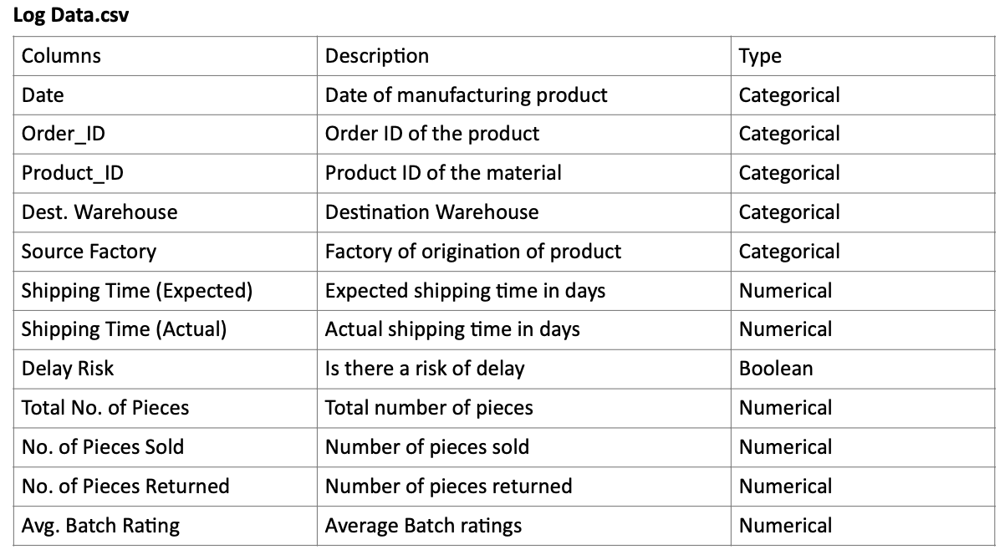 Log Data.csv
Columns Description Type
Date Date of manufacturing product Categorical
Order_ID Order ID of the product Categorical
Product_ID Product ID of the material Categorical
Dest. Warehouse Destination Warehouse Categorical
Source Factory Factory of origination of product Categorical
Shipping Time (Expected) Expected shipping time in days Numerical
Shipping Time (Actual) Actual shipping time in days Numerical
Delay Risk Is there a risk of delay Boolean
Total No. of Pieces Total number of pieces Numerical
No. of Pieces Sold Number of pieces sold Numerical
No. of Pieces Returned Number of pieces returned Numerical
Avg. Batch Rating Average Batch ratings Numerical